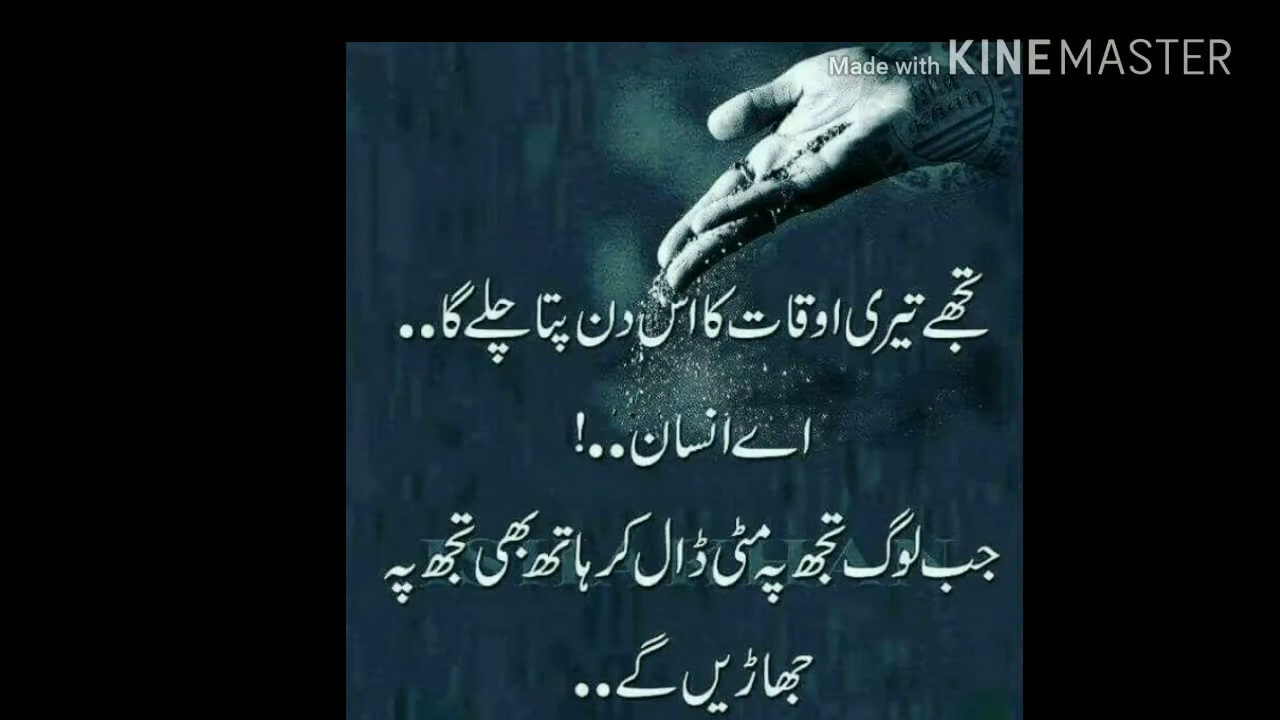 Made with KINEMASTER
تجھے تیری اوقات کا اس دن پتا چلے گا..
اے انسان..!
جب لوگ تجھ پہ مٹی ڈال کر ہاتھ بھی تجھ پہ
جھاڑیں گے..